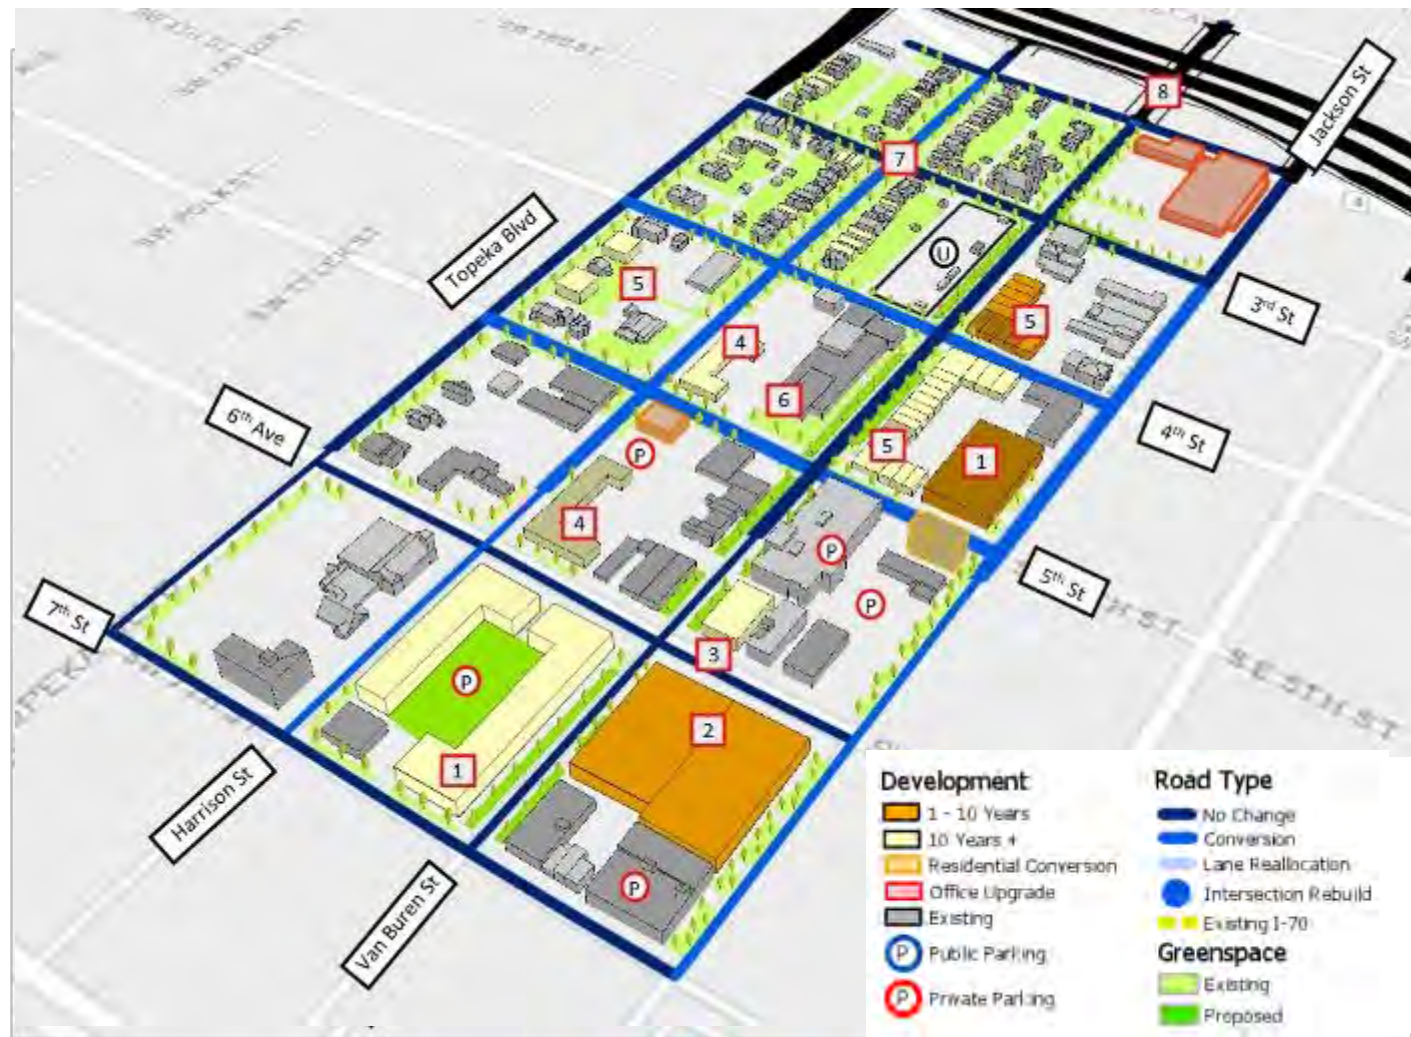 8
Jackson St
7
Topeka Blvd
U
5
5
3rd St
4
6
6th Ave
4th St
5
1
P
4
P
5th St
7th St
P
3
P
2
1
Harrison St
P
Van Buren St
S E 5TH ST
Development
1 - 10 Years
10 Years +
Residential Conversion
Office Upgrade
Existing
P Public Parking
P Private Parking
Road Type
No Change
Conversion
Lane Reallocation
Intersection Rebuild
Existing I-70
Greenspace
Existing
Proposed